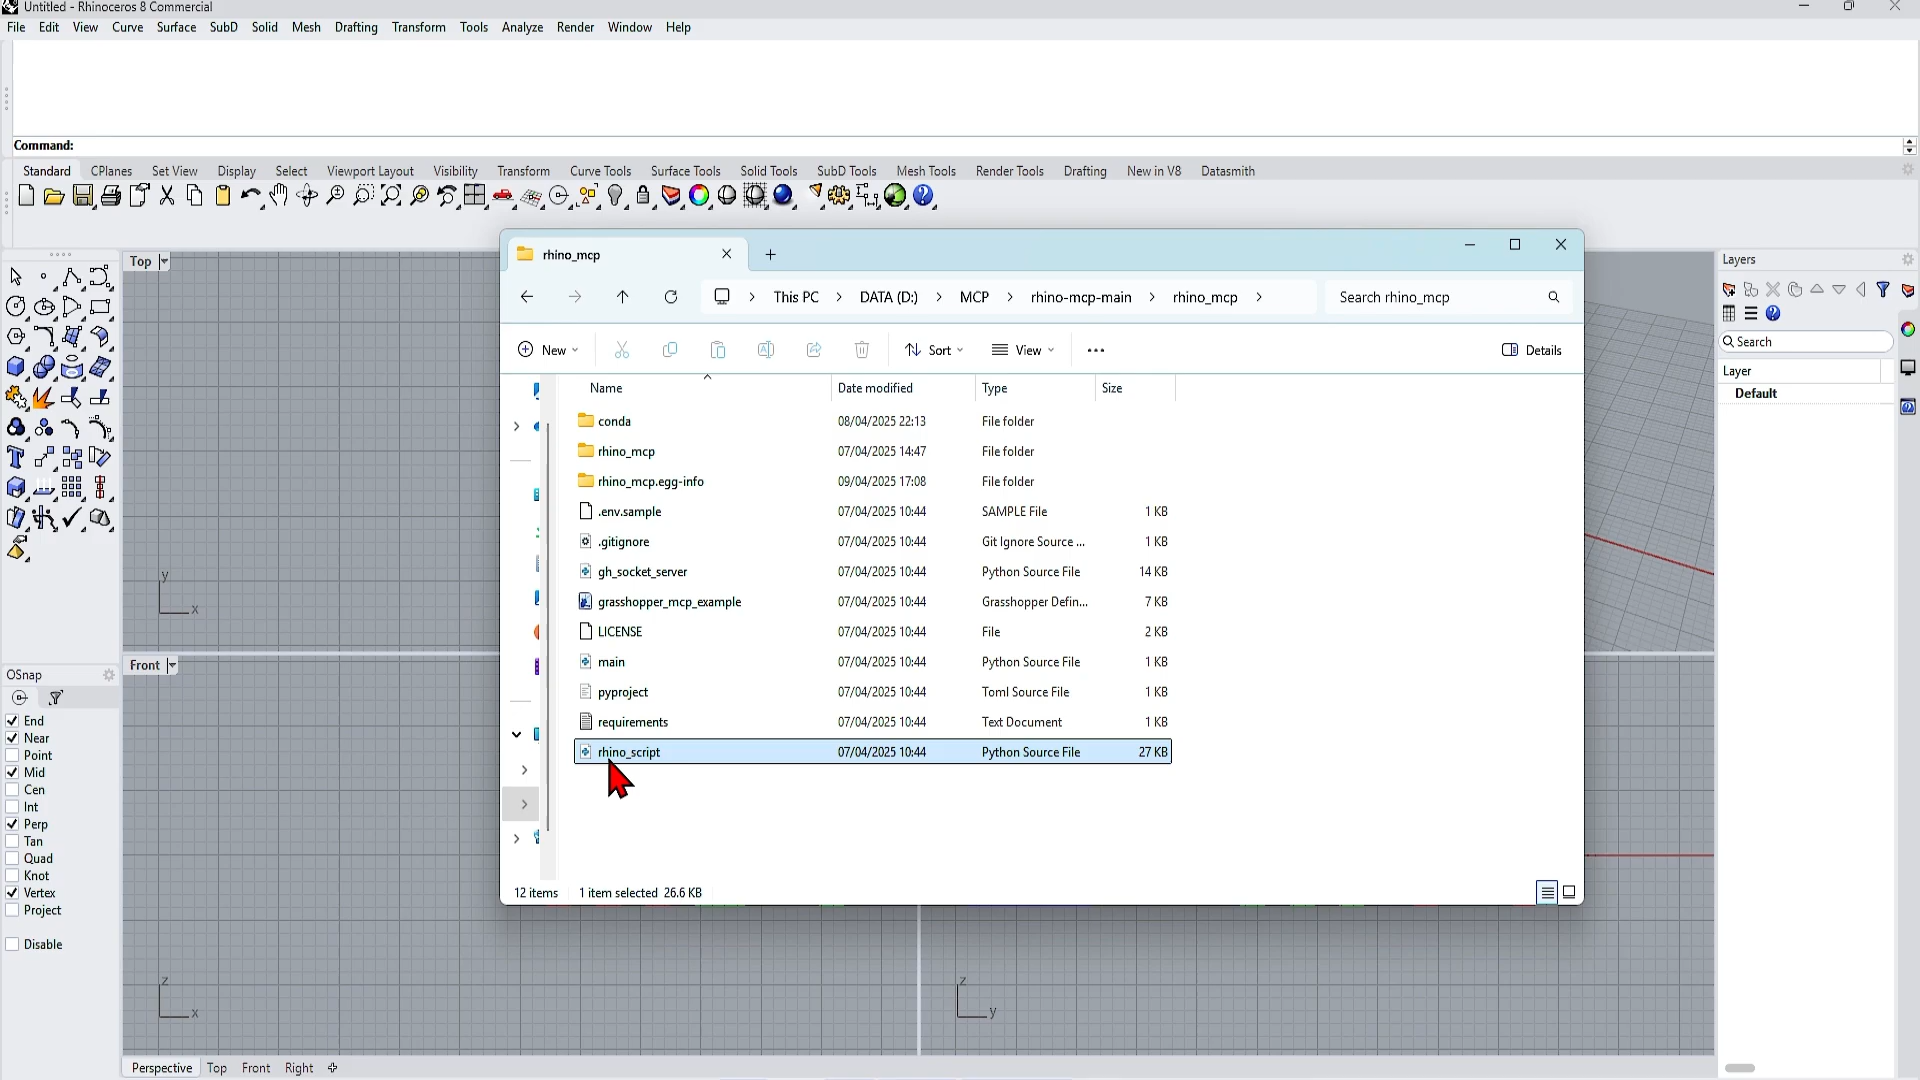 Untitled - Rhinoceros 8 Commercial
File Edit View Curve Surface SubD Solid Mesh Drafting Transform Tools Analyze Render Window Help
Command:
Standard CPlanes Set View Display Select Viewport Layout Visibility Transform Curve Tools Surface Tools Solid Tools SubD Tools Mesh Tools Render Tools Drafting New in V8 Datasmith
Top
rhino_mcp
This PC > DATA (D:) > MCP > rhino-mcp-main > rhino_mcp >
Search rhino_mcp
New Sort View Details
Name Date modified Type Size
conda 08/04/2025 22:13 File folder
rhino_mcp 07/04/2025 14:47 File folder
rhino_mcp.egg-info 09/04/2025 17:08 File folder
.env.sample 07/04/2025 10:44 SAMPLE File 1 KB
.gitignore 07/04/2025 10:44 Git Ignore Source ... 1 KB
gh_socket_server 07/04/2025 10:44 Python Source File 14 KB
grasshopper_mcp_example 07/04/2025 10:44 Grasshopper Defin... 7 KB
LICENSE 07/04/2025 10:44 File 2 KB
main 07/04/2025 10:44 Python Source File 1 KB
pyproject 07/04/2025 10:44 Toml Source File 1 KB
requirements 07/04/2025 10:44 Text Document 1 KB
rhino_script 07/04/2025 10:44 Python Source File 27 KB
12 items 1 item selected 26.6 KB
Layers
Search
Layer
Default
y
x
Front
OSnap
End
Near
Point
Mid
Cen
Int
Perp
Tan
Quad
Knot
Vertex
Project
Disable
z
x
z
y
Perspective Top Front Right